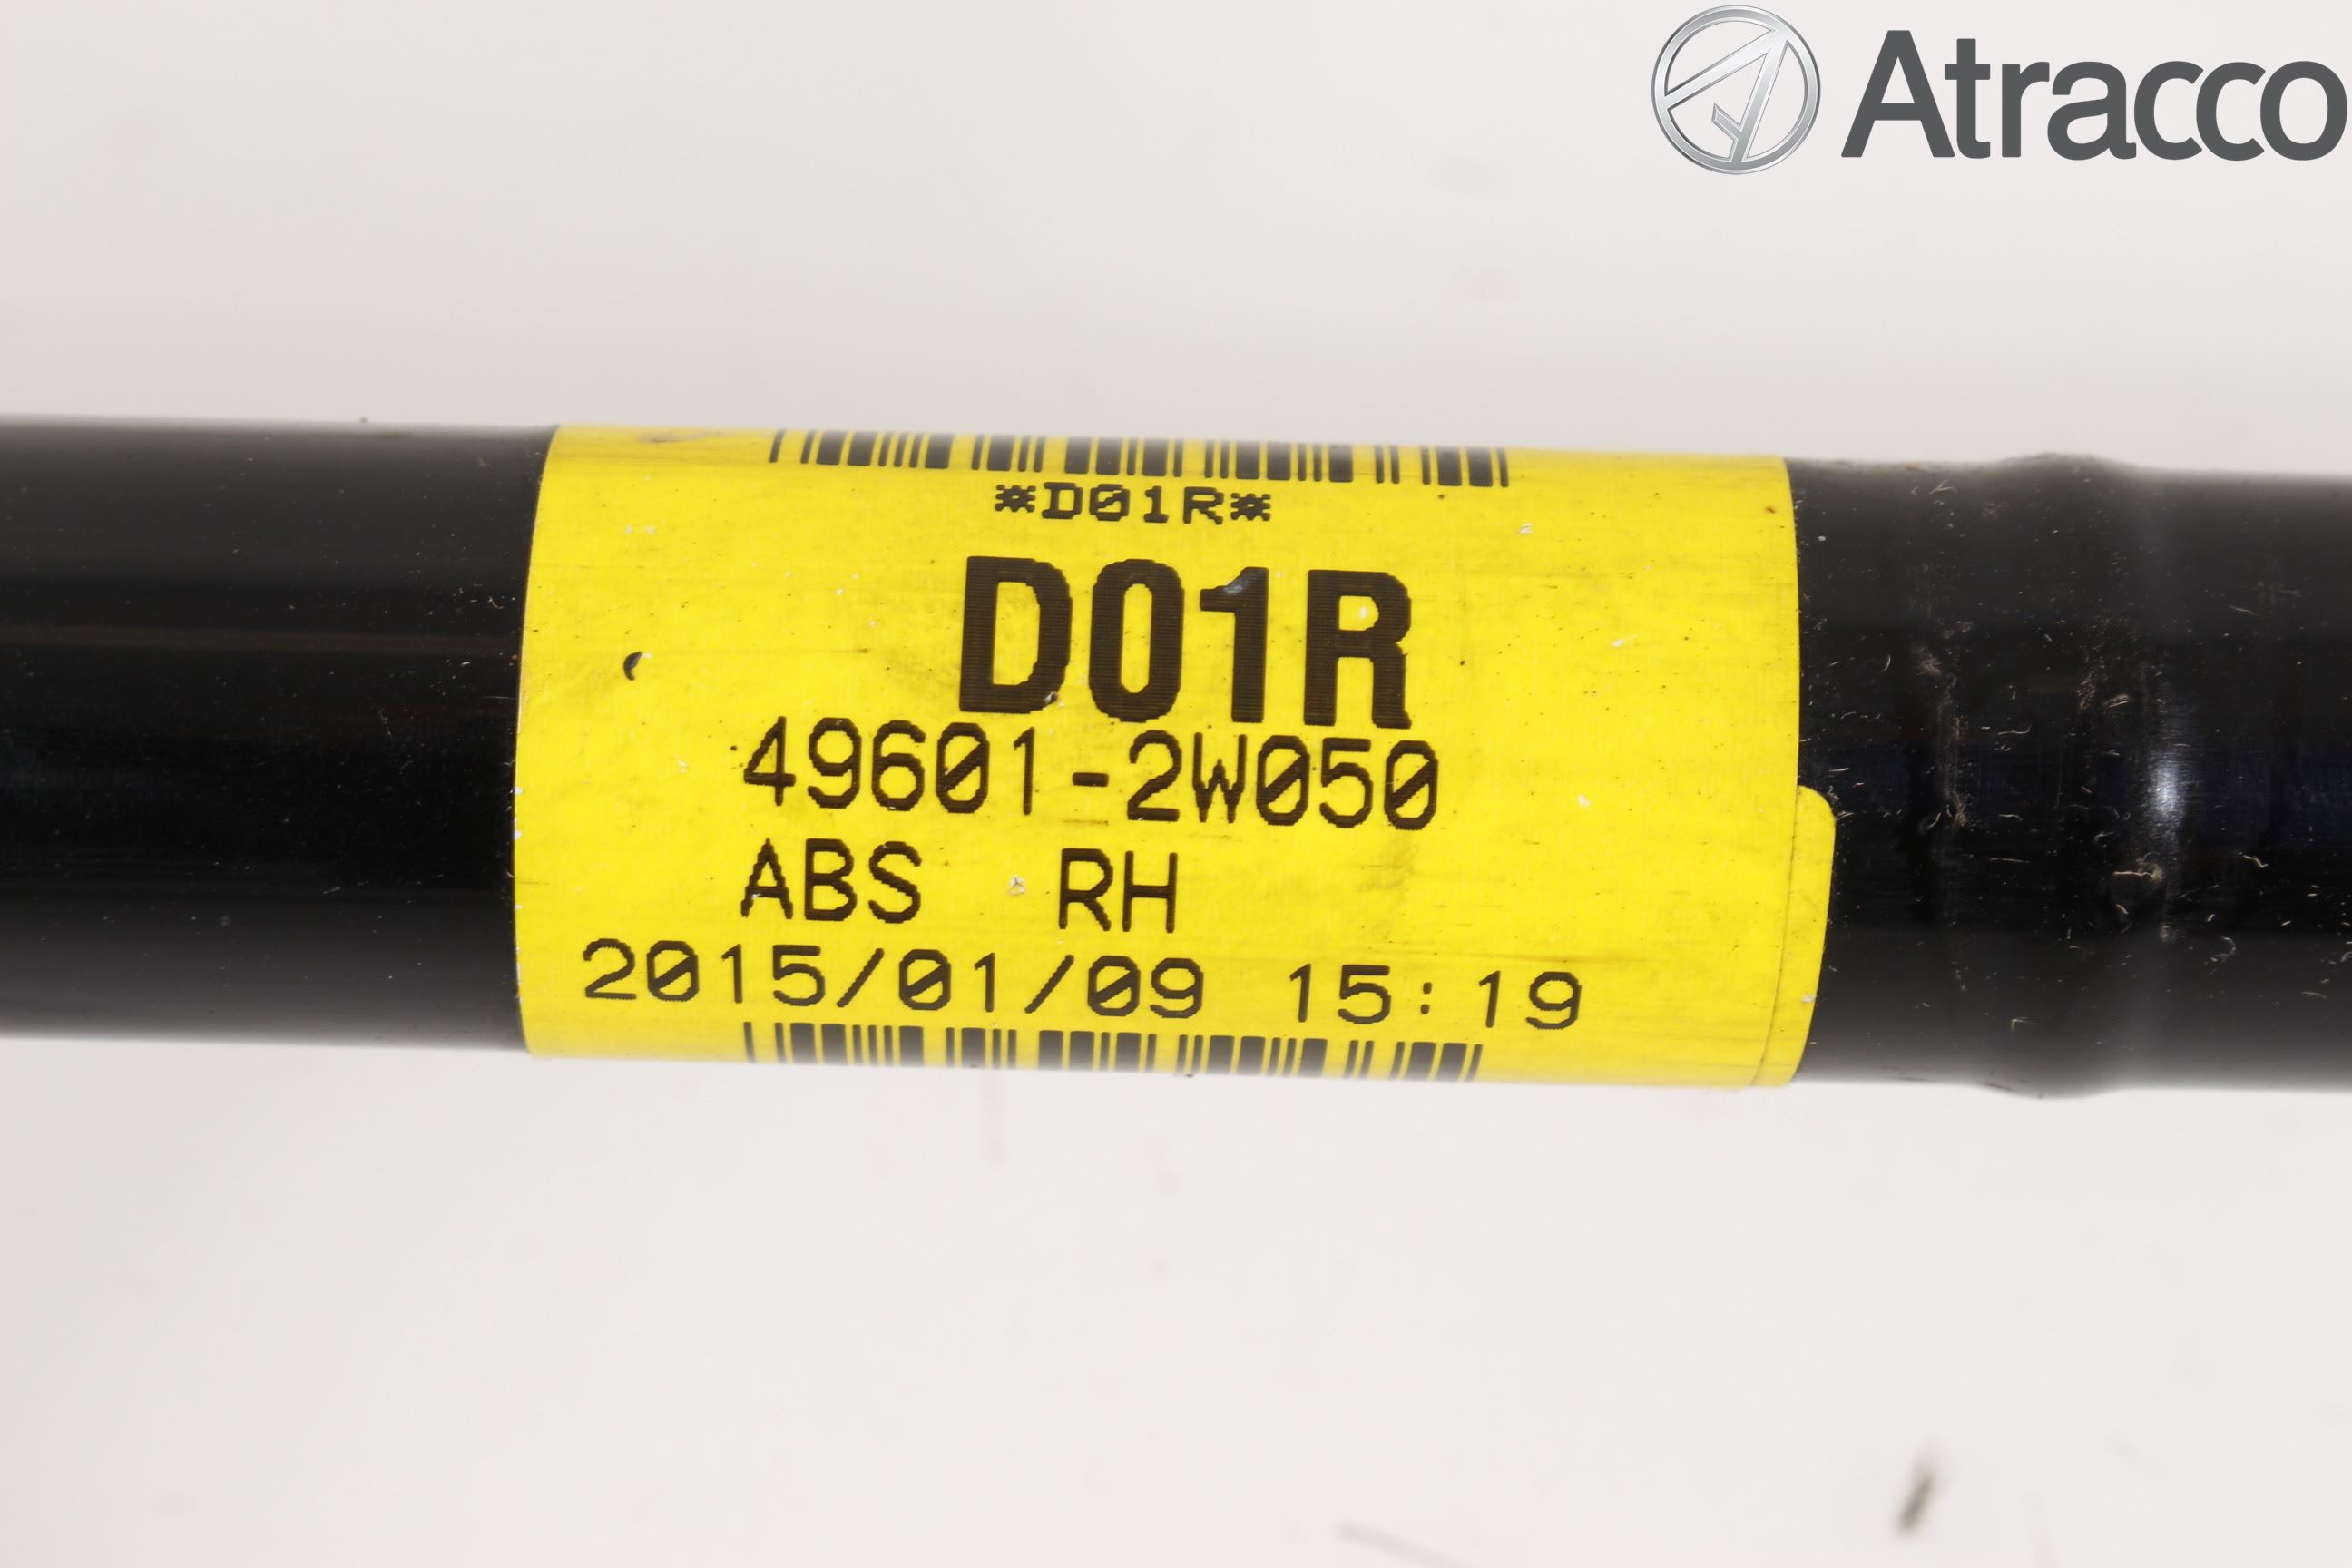 Atracco
*D01R*
D01R
49601-2W050
ABS RH
2015/01/09 15:19